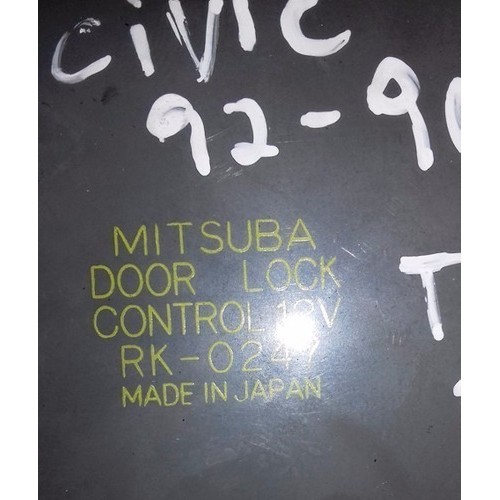 CIVIC
92-9
T
MITSUBA
DOOR LOCK
CONTROL 12V
RK-0247
MADE IN JAPAN